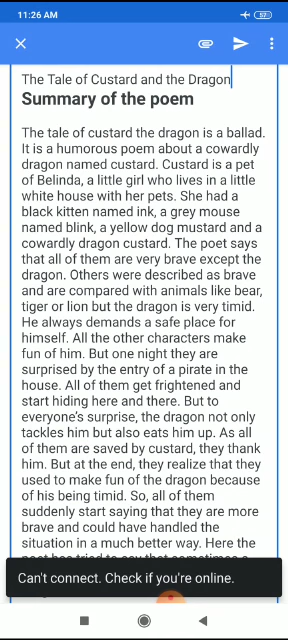 11:26 AM
57
The Tale of Custard and the Dragon
Summary of the poem
The tale of custard the dragon is a ballad.
It is a humorous poem about a cowardly
dragon named custard. Custard is a pet
of Belinda, a little girl who lives in a little
white house with her pets. She had a
black kitten named ink, a grey mouse
named blink, a yellow dog mustard and a
cowardly dragon custard. The poet says
that all of them are very brave except the
dragon. Others were described as brave
and are compared with animals like bear,
tiger or lion but the dragon is very timid.
He always demands a safe place for
himself. All the other characters make
fun of him. But one night they are
surprised by the entry of a pirate in the
house. All of them get frightened and
start hiding here and there. But to
everyone's surprise, the dragon not only
tackles him but also eats him up. As all
of them are saved by custard, they thank
him. But at the end, they realize that they
used to make fun of the dragon because
of his being timid. So, all of them
suddenly start saying that they are more
brave and could have handled the
situation in a much better way. Here the
poet has tried to say that sometimes a
Can't connect. Check if you're online.